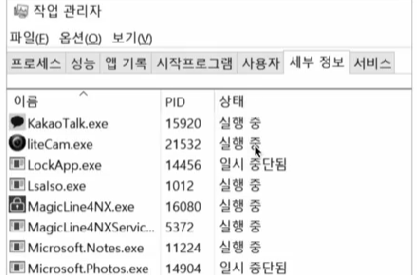 작업 관리자
파일(F) 옵션(O) 보기(V)
프로세스 성능 앱 기록 시작프로그램 사용자 세부 정보 서비스
이름 PID 상태
KakaoTalk.exe 15920 실행 중
liteCam.exe 21532 실행 중
LockApp.exe 14456 일시 중단됨
LsaIso.exe 1012 실행 중
MagicLine4NX.exe 16080 실행 중
MagicLine4NXServic... 5372 실행 중
Microsoft.Notes.exe 11224 실행 중
Microsoft.Photos.exe 14904 일시 중단됨